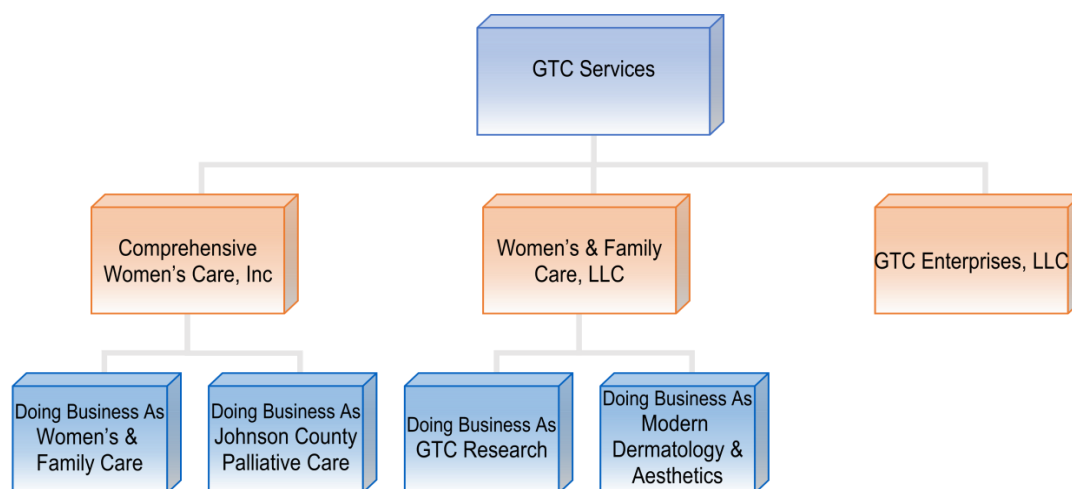 GTC Services
Comprehensive
Women's Care, Inc
Women's & Family
Care, LLC
GTC Enterprises, LLC
Doing Business As
Women's &
Family Care
Doing Business As
Johnson County
Palliative Care
Doing Business As
GTC Research
Doing Business As
Modern
Dermatology &
Aesthetics